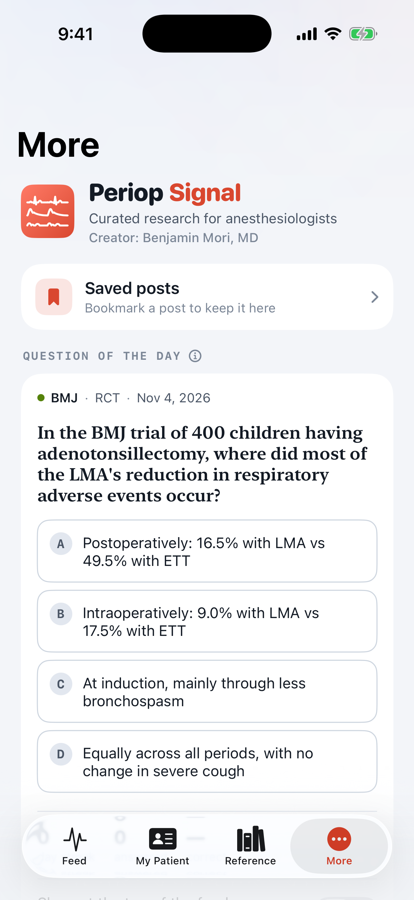 9:41
More
Periop Signal
Curated research for anesthesiologists
Creator: Benjamin Mori, MD
Saved posts
Bookmark a post to keep it here
QUESTION OF THE DAY
BMJ · RCT · Nov 4, 2026
In the BMJ trial of 400 children having
adenotonsillectomy, where did most of
the LMA's reduction in respiratory
adverse events occur?
A
Postoperatively: 16.5% with LMA vs
49.5% with ETT
B
Intraoperatively: 9.0% with LMA vs
17.5% with ETT
C
At induction, mainly through less
bronchospasm
D
Equally across all periods, with no
change in severe cough
Feed
My Patient
Reference
More